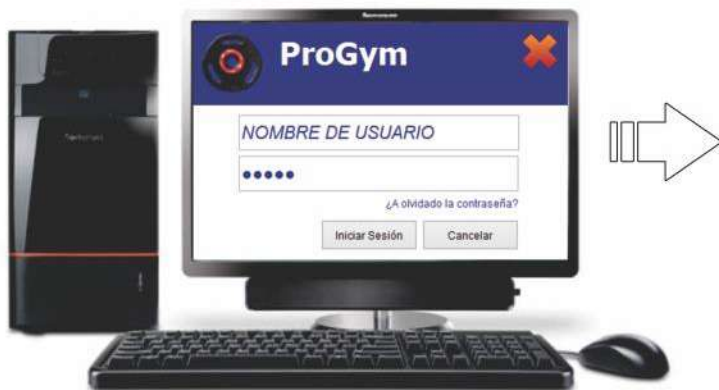 ProGym
NOMBRE DE USUARIO
•••••
¿A olvidado la contraseña?
Iniciar Sesión
Cancelar